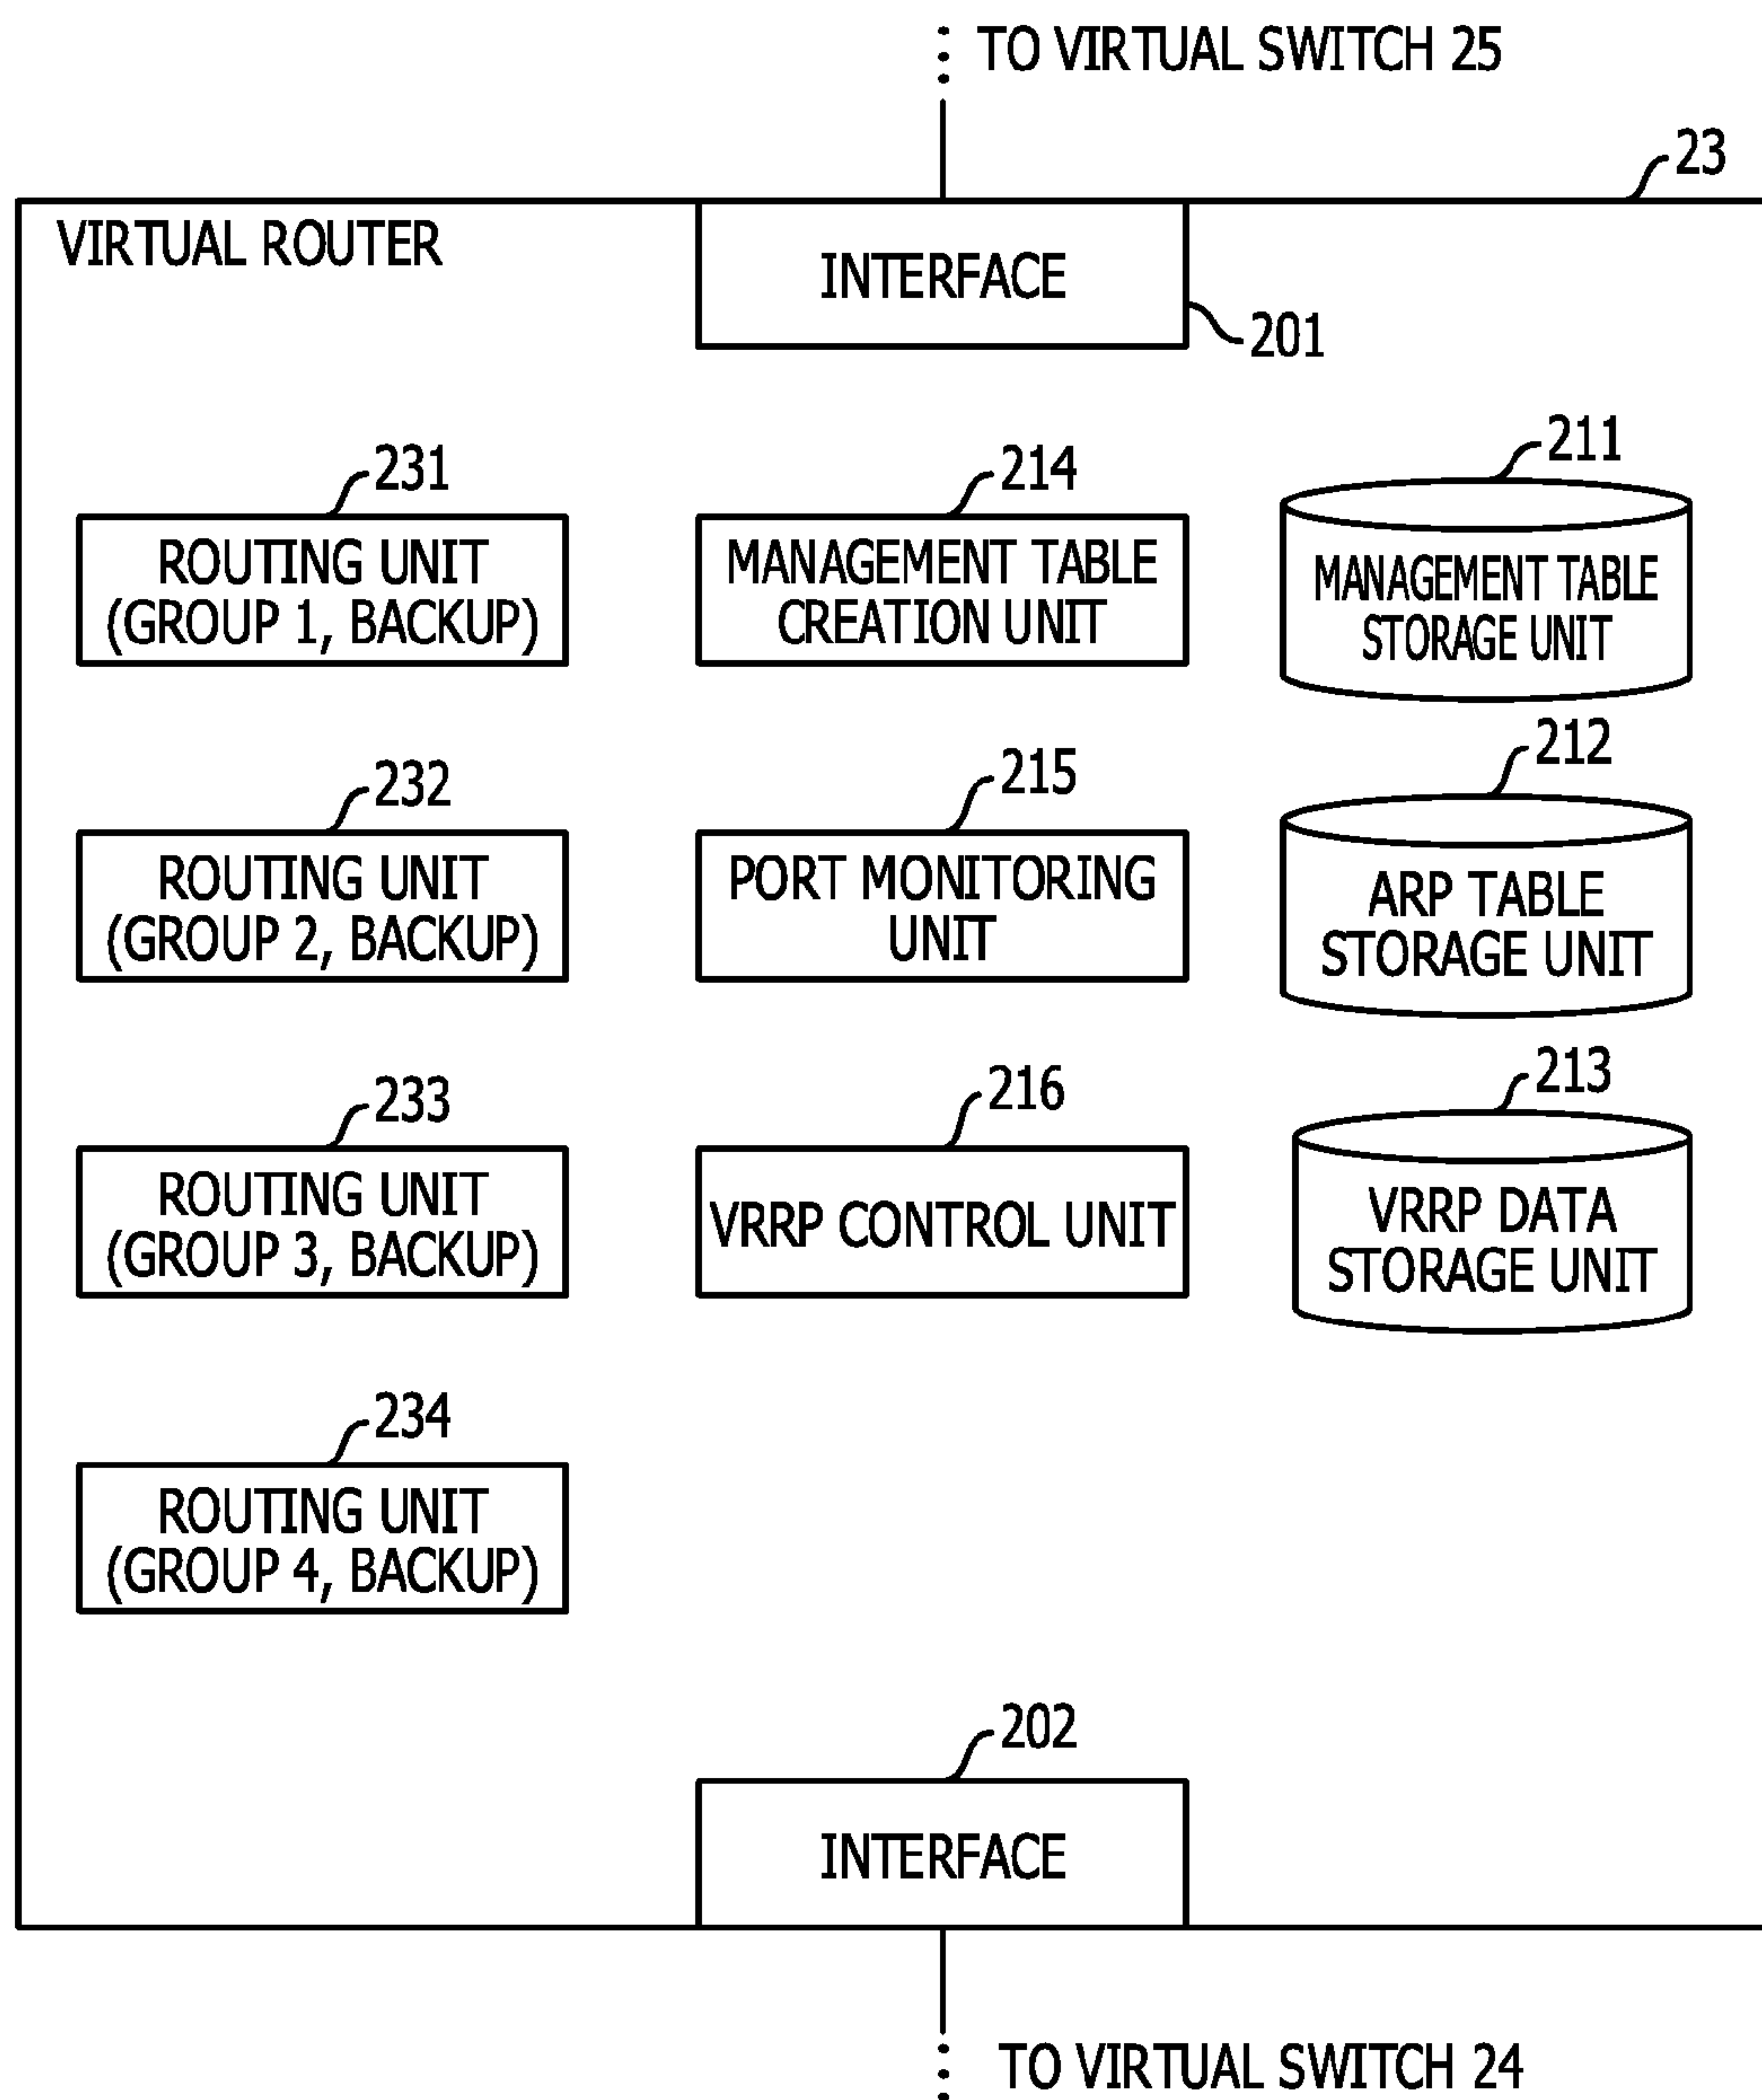 TO VIRTUAL SWITCH 25
23
VIRTUAL ROUTER
INTERFACE
201
231
ROUTING UNIT
(GROUP 1, BACKUP)
214
MANAGEMENT TABLE
CREATION UNIT
211
MANAGEMENT TABLE
STORAGE UNIT
232
ROUTING UNIT
(GROUP 2, BACKUP)
215
PORT MONITORING
UNIT
212
ARP TABLE
STORAGE UNIT
233
ROUTING UNIT
(GROUP 3, BACKUP)
216
VRRP CONTROL UNIT
213
VRRP DATA
STORAGE UNIT
234
ROUTING UNIT
(GROUP 4, BACKUP)
202
INTERFACE
TO VIRTUAL SWITCH 24